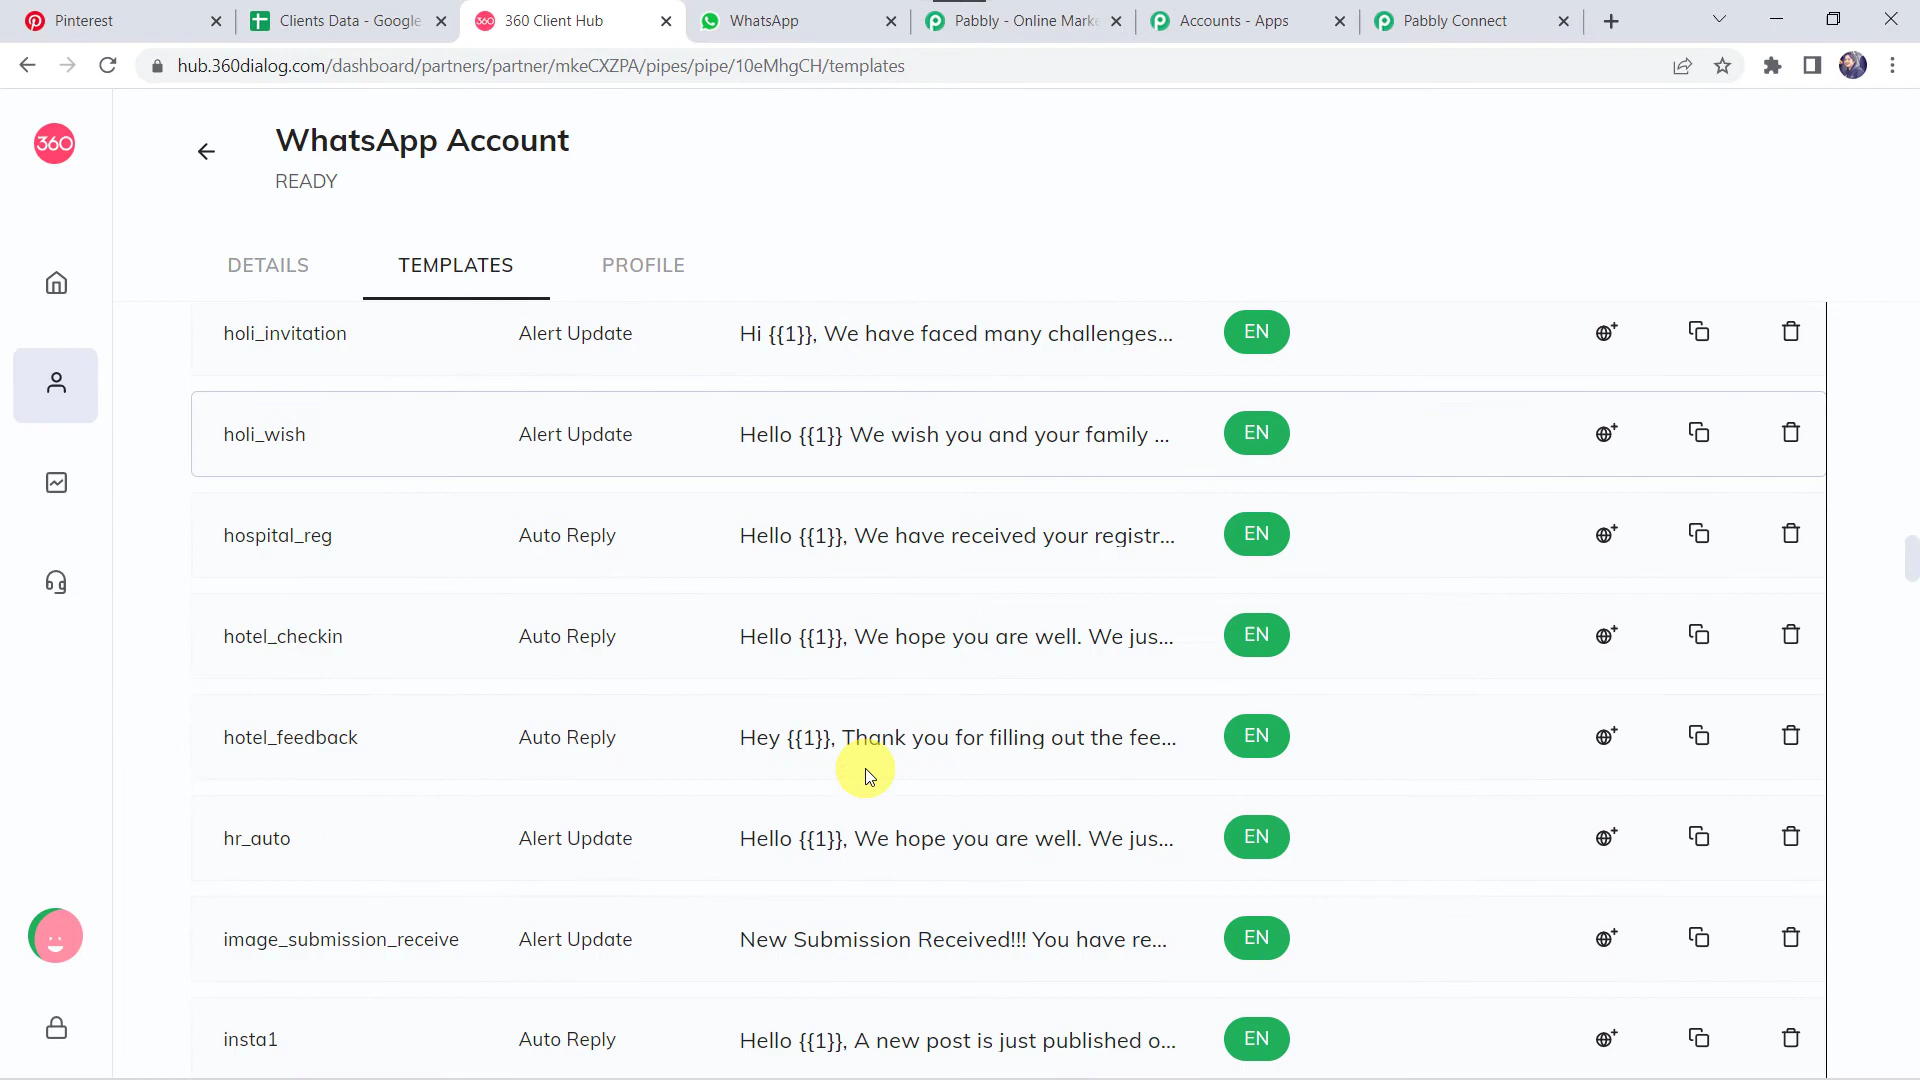 Pinterest
Clients Data - Google
360 Client Hub
WhatsApp
Pabbly - Online Marke
Accounts - Apps
Pabbly Connect
hub.360dialog.com/dashboard/partners/partner/mkeCXZPA/pipes/pipe/10eMhgCH/templates
360
WhatsApp Account
READY
DETAILS
TEMPLATES
PROFILE
holi_invitation Alert Update Hi {{1}}, We have faced many challenges... EN
holi_wish Alert Update Hello {{1}} We wish you and your family ... EN
hospital_reg Auto Reply Hello {{1}}, We have received your registr... EN
hotel_checkin Auto Reply Hello {{1}}, We hope you are well. We jus... EN
hotel_feedback Auto Reply Hey {{1}}, Thank you for filling out the fee... EN
hr_auto Alert Update Hello {{1}}, We hope you are well. We jus... EN
image_submission_receive Alert Update New Submission Received!!! You have re... EN
insta1 Auto Reply Hello {{1}}, A new post is just published o... EN